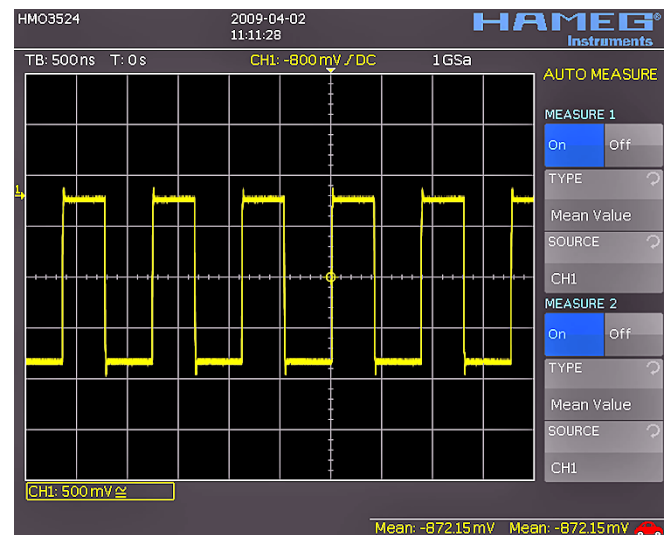 HMO3524
2009-04-02
11:11:28
HAMEG®
Instruments
TB: 500 ns T: 0 s CH1: -800 mV ⎍ DC 1 GSa
AUTO MEASURE
MEASURE 1
On Off
TYPE
Mean Value
SOURCE
CH1
MEASURE 2
On Off
TYPE
Mean Value
SOURCE
CH1
1
CH1: 500 mV ≅
Mean: -872.15 mV Mean: -872.15 mV